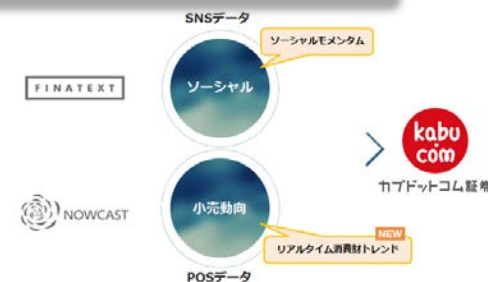 SNSデータ
ソーシャルモメンタム
FINATEXT
ソーシャル
kabu
com
カブドットコム証券
NOWCAST
小売動向
NEW
リアルタイム消費財トレンド
POSデータ